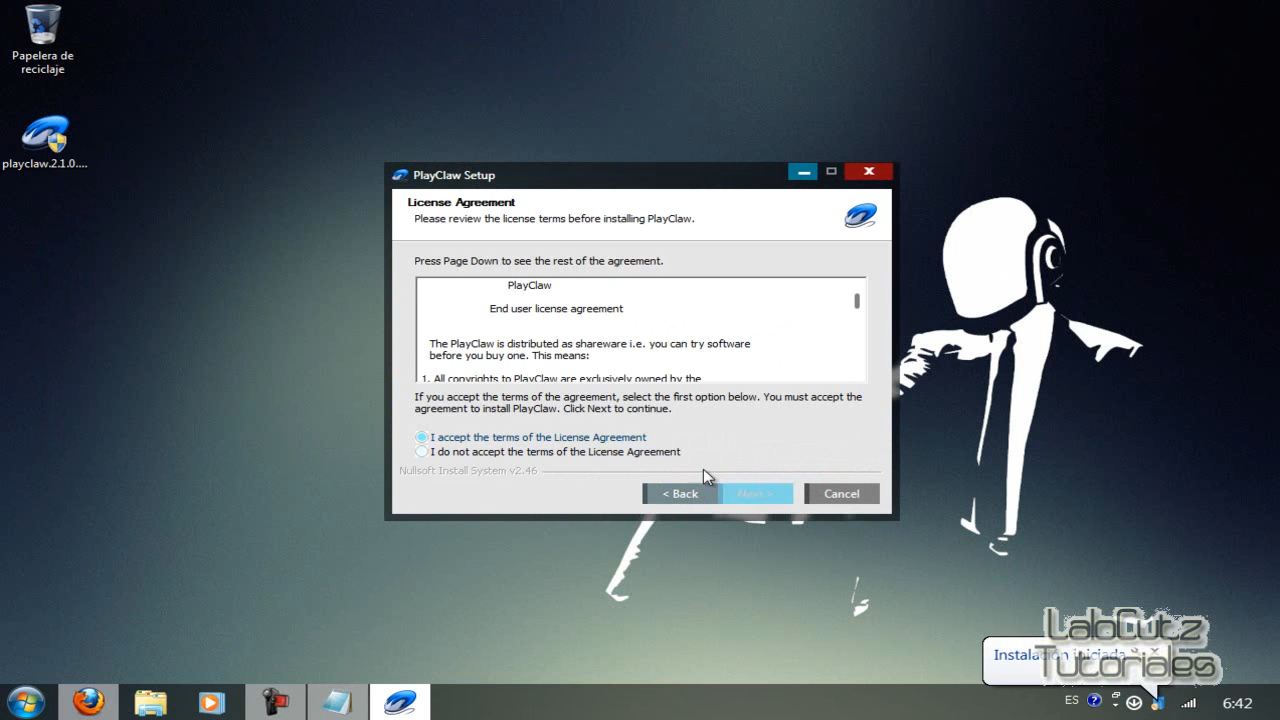 Papelera de
reciclaje
playclaw.2.1.0....
PlayClaw Setup
License Agreement
Please review the license terms before installing PlayClaw.
Press Page Down to see the rest of the agreement.
PlayClaw
End user license agreement
The PlayClaw is distributed as shareware i.e. you can try software
before you buy one. This means:
1. All copyrights to PlayClaw are exclusively owned by the
If you accept the terms of the agreement, select the first option below. You must accept the
agreement to install PlayClaw. Click Next to continue.
I accept the terms of the License Agreement
I do not accept the terms of the License Agreement
Nullsoft Install System v2.46
< Back
Next >
Cancel
LabCutz
Tutoriales
Instalación iniciada
ES
6:42